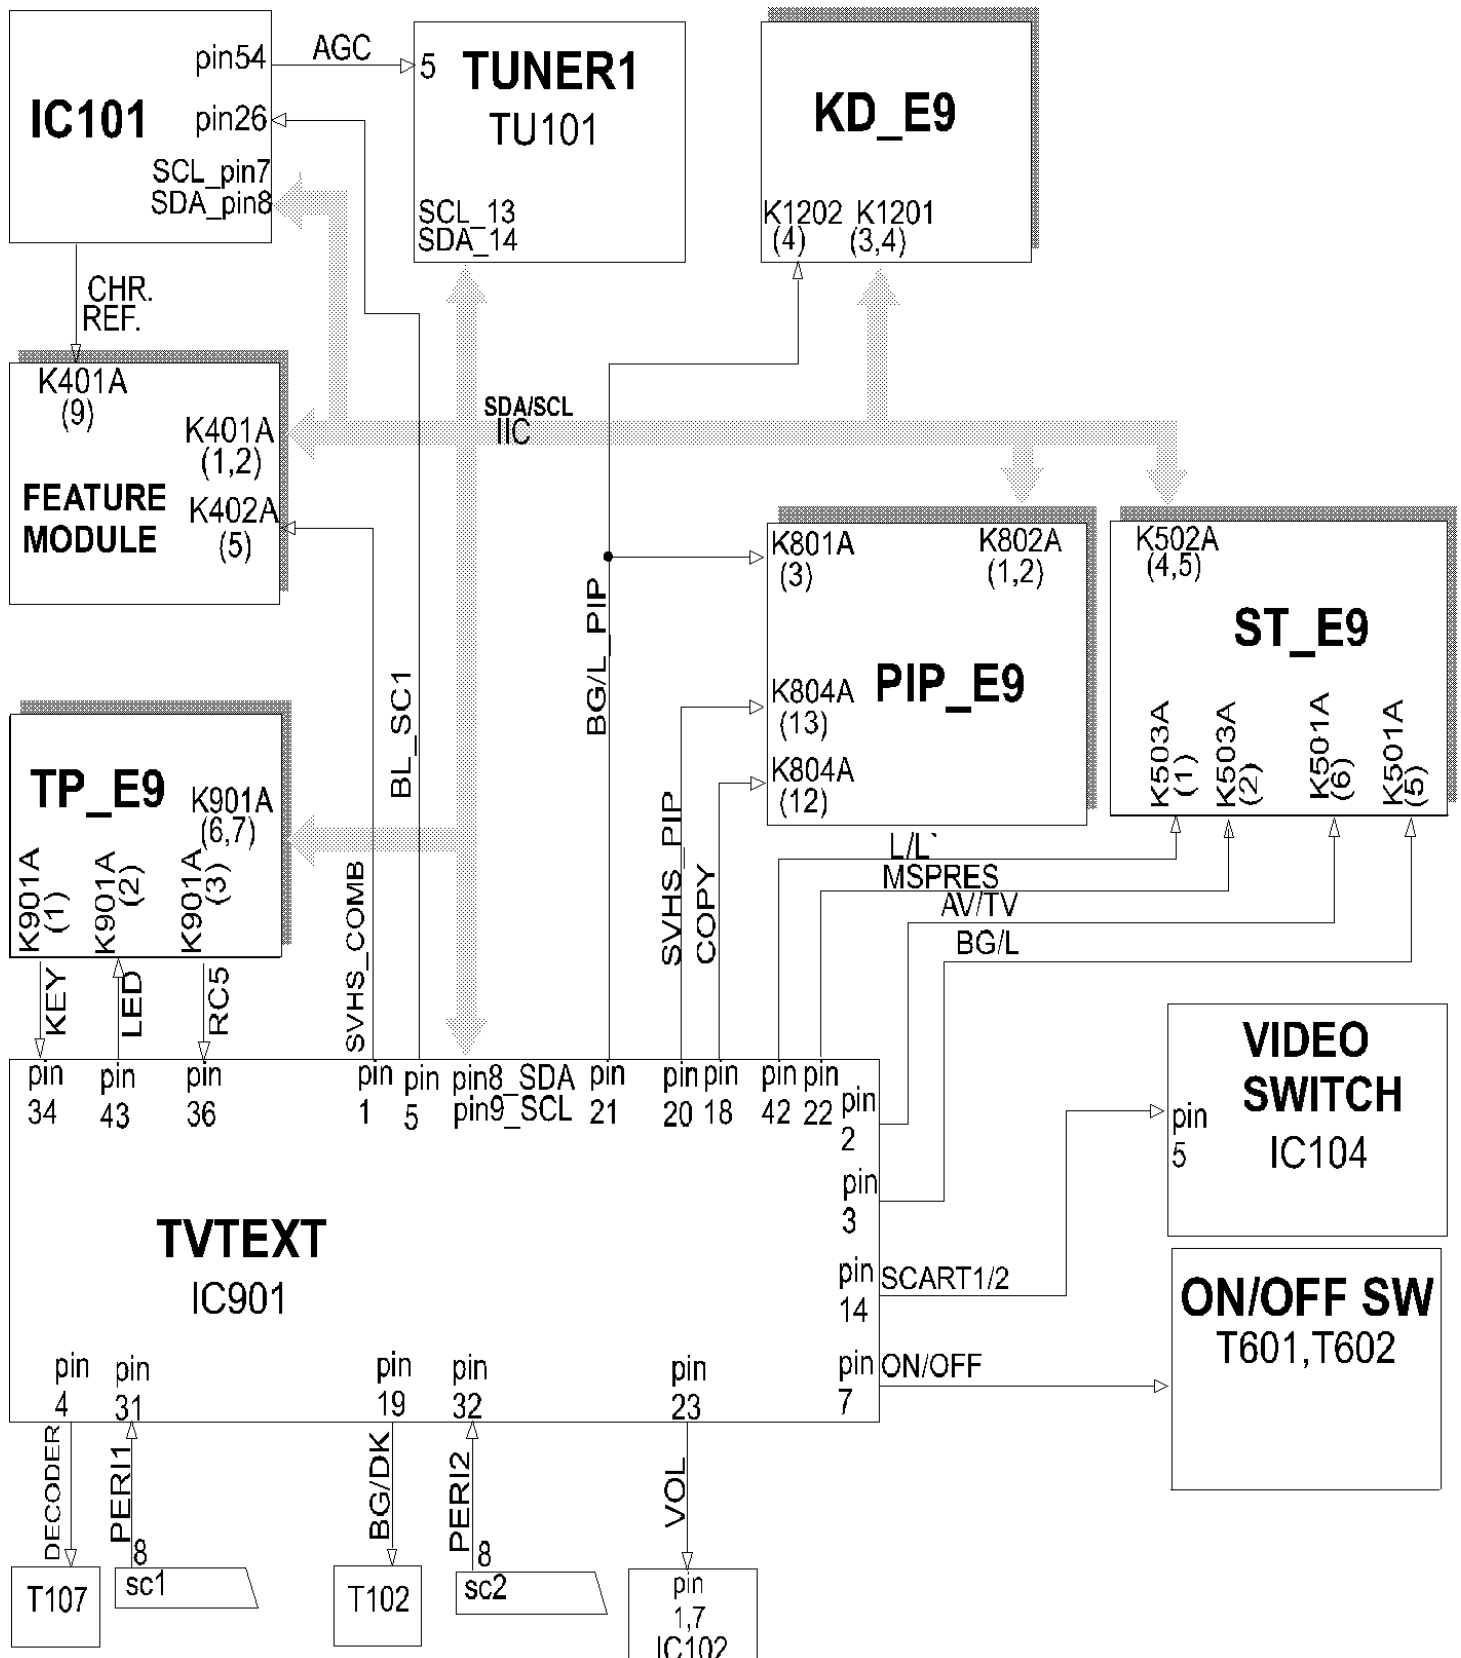 pin54
IC101
pin26
SCL_pin7
SDA_pin8
AGC
5
TUNER1
TU101
SCL_13
SDA_14
KD_E9
K1202
(4)
K1201
(3,4)
CHR.
REF.
K401A
(9)
K401A
(1,2)
FEATURE
MODULE
K402A
(5)
SDA/SCL
IIC
K801A
(3)
K802A
(1,2)
PIP_E9
K804A
(13)
K804A
(12)
K502A
(4,5)
ST_E9
K503A
(1)
K503A
(2)
K501A
(6)
K501A
(5)
TP_E9
K901A
(6,7)
K901A
(1)
K901A
(2)
K901A
(3)
KEY
LED
RC5
SVHS_COMB
BL_SC1
BG/L_PIP
SVHS_PIP
COPY
L/L`
MSPRES
AV/TV
BG/L
pin
34
pin
43
pin
36
pin
1
pin
5
pin8_SDA
pin9_SCL
pin
21
pin
20
pin
18
pin
42
pin
22
pin
2
pin
3
TVTEXT
IC901
pin
14
SCART1/2
pin
7
ON/OFF
VIDEO
SWITCH
IC104
pin
5
ON/OFF SW
T601,T602
pin
4
pin
31
pin
19
pin
32
pin
23
DECODER
PERI1
BG/DK
PERI2
VOL
T107
8
sc1
T102
8
sc2
pin
1,7
IC102